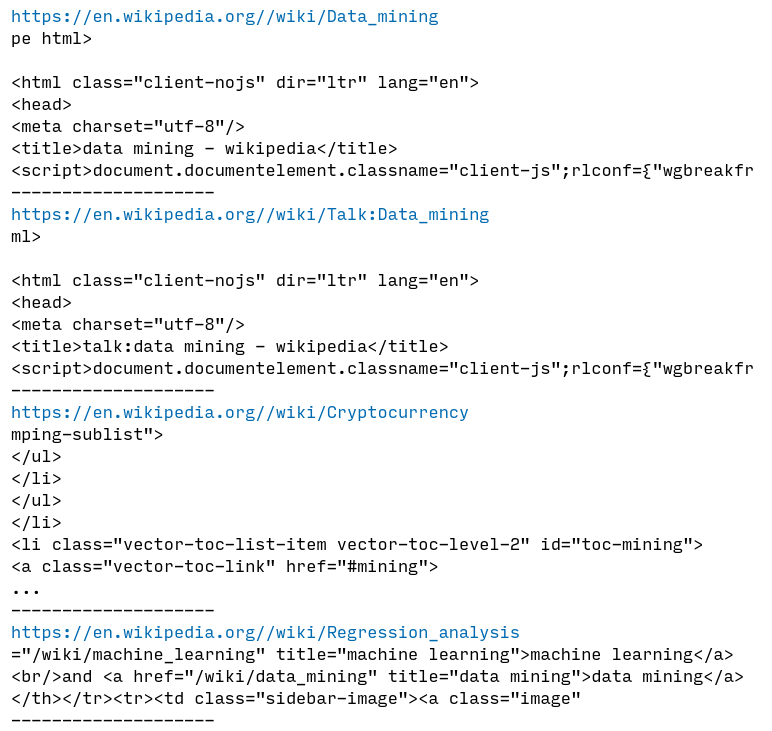 https://en.wikipedia.org//wiki/Data_mining
pe html>
<html class="client-nojs" dir="ltr" lang="en">
<head>
<meta charset="utf-8"/>
<title>data mining - wikipedia</title>
<script>document.documentelement.classname="client-js";rlconf={"wgbreakfr
--------------------
https://en.wikipedia.org//wiki/Talk:Data_mining
ml>
<html class="client-nojs" dir="ltr" lang="en">
<head>
<meta charset="utf-8"/>
<title>talk:data mining - wikipedia</title>
<script>document.documentelement.classname="client-js";rlconf={"wgbreakfr
--------------------
https://en.wikipedia.org//wiki/Cryptocurrency
mping-sublist">
</ul>
</li>
</ul>
</li>
<li class="vector-toc-list-item vector-toc-level-2" id="toc-mining">
<a class="vector-toc-link" href="#mining">
...
--------------------
https://en.wikipedia.org//wiki/Regression_analysis
="/wiki/machine_learning" title="machine learning">machine learning</a>
<br/>and <a href="/wiki/data_mining" title="data mining">data mining</a>
</th></tr><tr><td class="sidebar-image"><a class="image"
--------------------